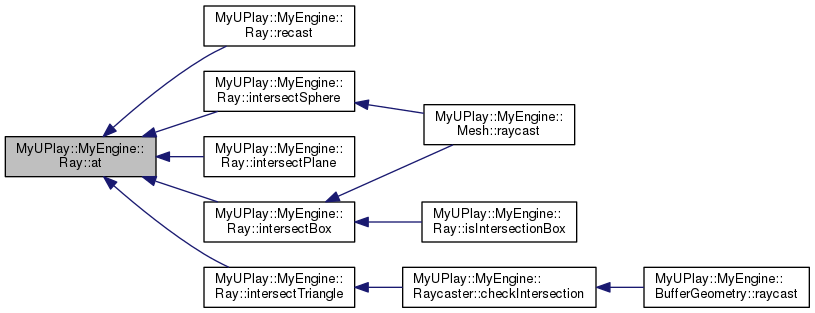 MyUPlay::MyEngine::
Ray::at
MyUPlay::MyEngine::
Ray::recast
MyUPlay::MyEngine::
Ray::intersectSphere
MyUPlay::MyEngine::
Ray::intersectPlane
MyUPlay::MyEngine::
Ray::intersectBox
MyUPlay::MyEngine::
Ray::intersectTriangle
MyUPlay::MyEngine::
Mesh::raycast
MyUPlay::MyEngine::
Ray::isIntersectionBox
MyUPlay::MyEngine::
Raycaster::checkIntersection
MyUPlay::MyEngine::
BufferGeometry::raycast